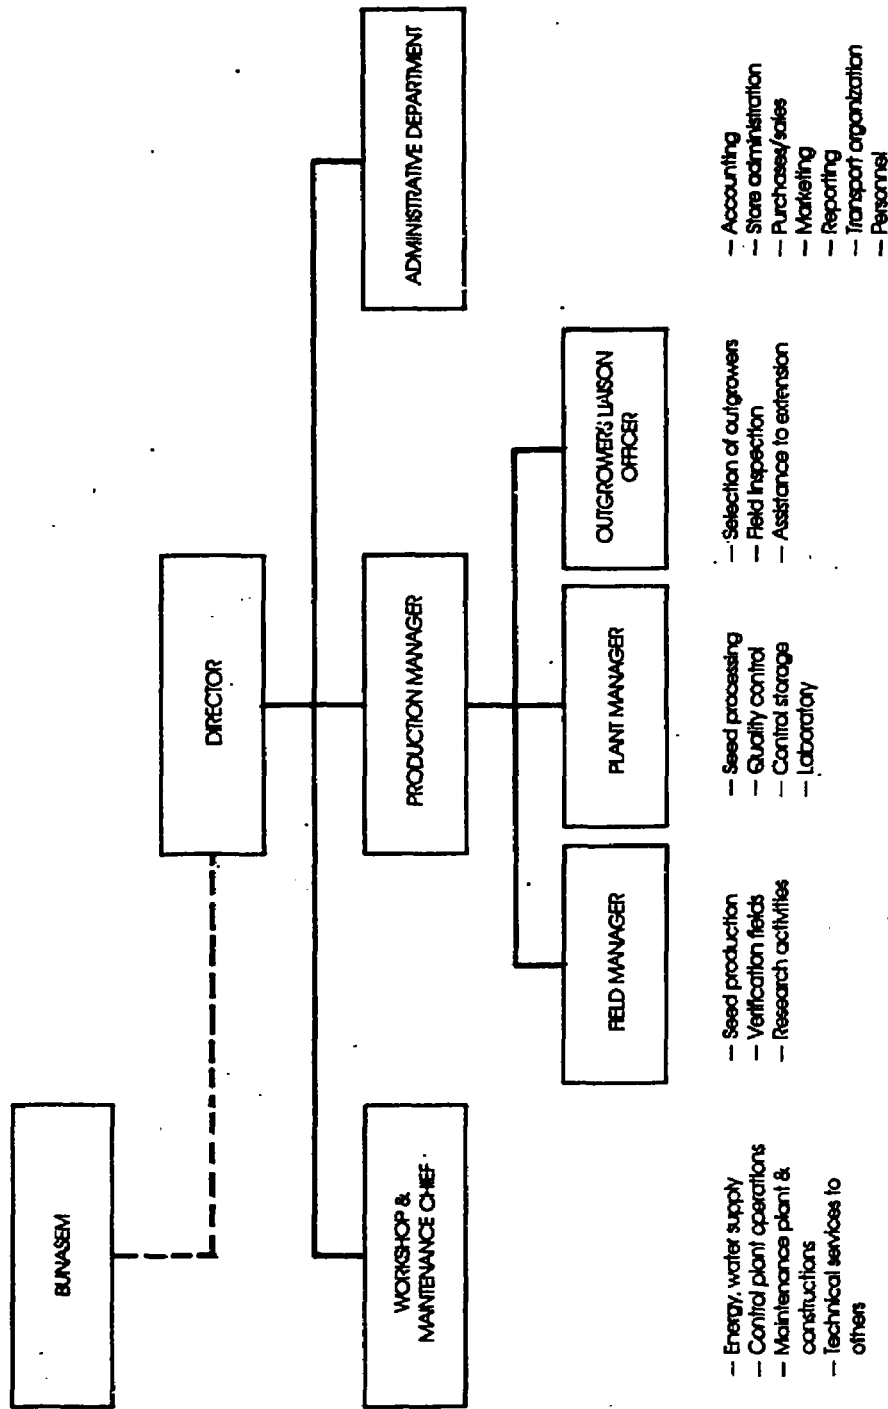 BUNASEM
DIRECTOR
WORKSHOP &
MAINTENANCE CHIEF
PRODUCTION MANAGER
ADMINISTRATIVE DEPARTMENT
FIELD MANAGER
PLANT MANAGER
OUTGROWER'S LIAISON
OFFICER
— Energy, water supply
— Control plant operations
— Maintenance plant &
constructions
— Technical services to
others
— Seed production
— Verification fields
— Research activities
— Seed processing
— Quality control
— Control storage
— Laboratory
— Selection of outgrowers
— Field Inspection
— Assistance to extension
— Accounting
— Store administration
— Purchases/sales
— Marketing
— Reporting
— Transport organization
— Personnel